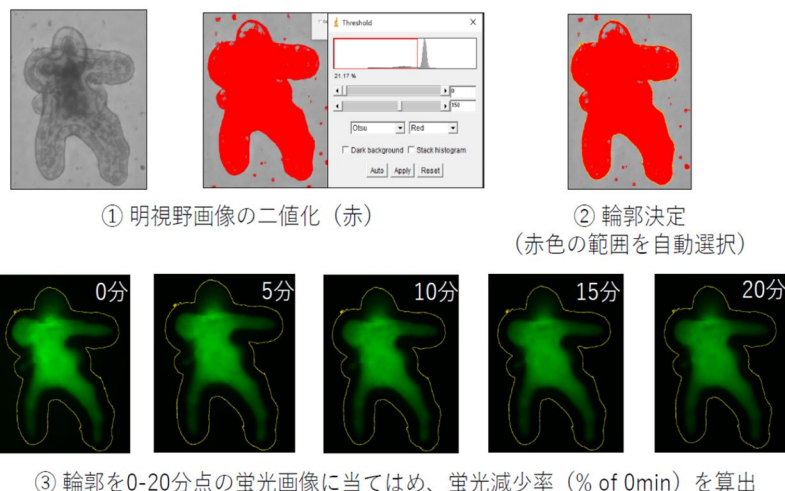 Threshold
21.17 %
0
Otsu
Red
Dark background
Stack histogram
Auto
Apply
Reset
① 明視野画像の二値化（赤）
② 輪郭決定
（赤色の範囲を自動選択）
0分
5分
10分
15分
20分
③ 輪郭を0-20分点の蛍光画像に当てはめ、蛍光減少率（% of 0min）を算出